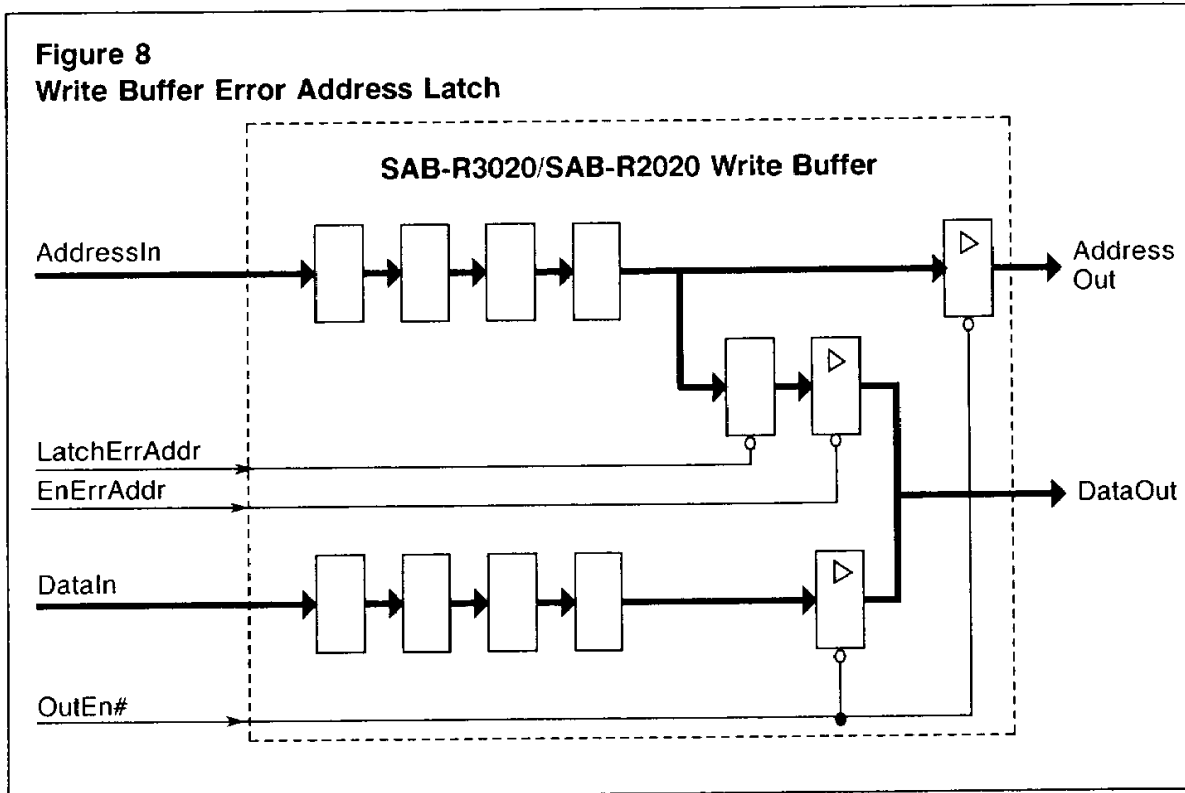 Figure 8
Write Buffer Error Address Latch
SAB-R3020/SAB-R2020 Write Buffer
AddressIn
Address
Out
LatchErrAddr
EnErrAddr
DataOut
DataIn
OutEn#